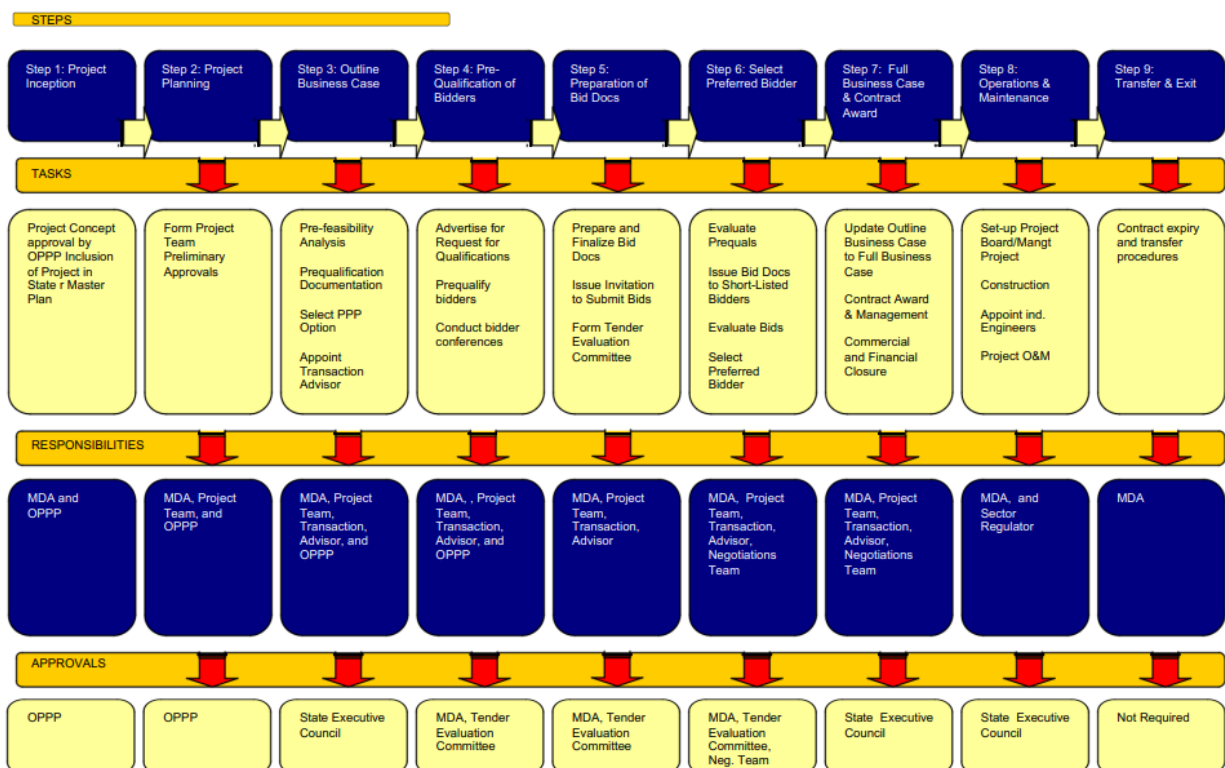 STEPS
Step 1: Project
Inception
Step 2: Project
Planning
Step 3: Outline
Business Case
Step 4: Pre-
Qualification of
Bidders
Step 5:
Preparation of
Bid Docs
Step 6: Select
Preferred Bidder
Step 7:  Full
Business Case
& Contract
Award
Step 8:
Operations &
Maintenance
Step 9:
Transfer & Exit
TASKS
Project Concept
approval by
OPPP Inclusion
of Project in
State r Master
Plan
Form Project
Team
Preliminary
Approvals
Pre-feasibility
Analysis
Prequalification
Documentation
Select PPP
Option
Appoint
Transaction
Advisor
Advertise for
Request for
Qualifications
Prequalify
bidders
Conduct bidder
conferences
Prepare and
Finalize Bid
Docs
Issue Invitation
to Submit Bids
Form Tender
Evaluation
Committee
Evaluate
Prequals
Issue Bid Docs
to Short-Listed
Bidders
Evaluate Bids
Select
Preferred
Bidder
Update Outline
Business Case
to Full Business
Case
Contract Award
& Management
Commercial
and Financial
Closure
Set-up Project
Board/Mangt
Project
Construction
Appoint ind.
Engineers
Project O&M
Contract expiry
and transfer
procedures
RESPONSIBILITIES
MDA and
OPPP
MDA, Project
Team, and
OPPP
MDA, Project
Team,
Transaction,
Advisor, and
OPPP
MDA, , Project
Team,
Transaction,
Advisor, and
OPPP
MDA, Project
Team,
Transaction,
Advisor
MDA,  Project
Team,
Transaction,
Advisor,
Negotiations
Team
MDA, Project
Team,
Transaction,
Advisor,
Negotiations
Team
MDA,  and
Sector
Regulator
MDA
APPROVALS
OPPP
OPPP
State Executive
Council
MDA, Tender
Evaluation
Committee
MDA, Tender
Evaluation
Committee
MDA, Tender
Evaluation
Committee,
Neg. Team
State  Executive
Council
State  Executive
Council
Not Required